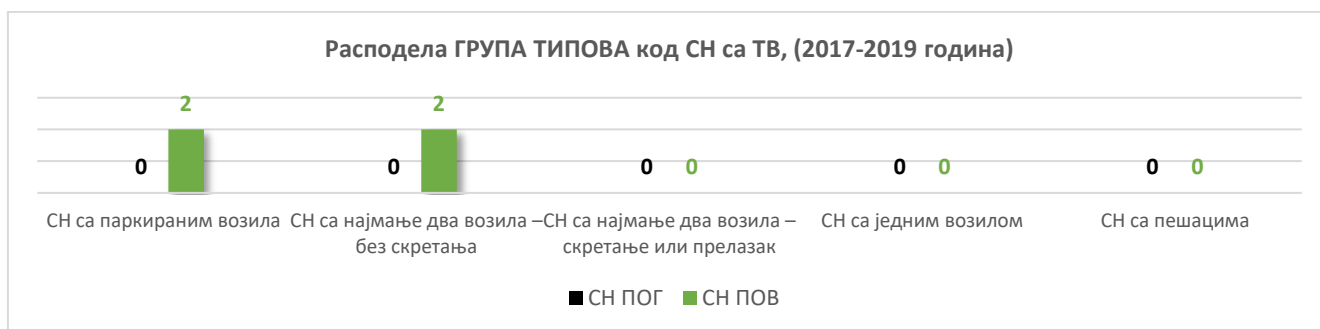 Расподела ГРУПА ТИПОВА код СН са ТВ, (2017-2019 година)
2
2
0
0
0
0
0
0
0
0
СН са паркираним возила
СН са најмање два возила –
без скретања
СН са најмање два возила –
скретање или прелазак
СН са једним возилом
СН са пешацима
СН ПОГ
СН ПОВ